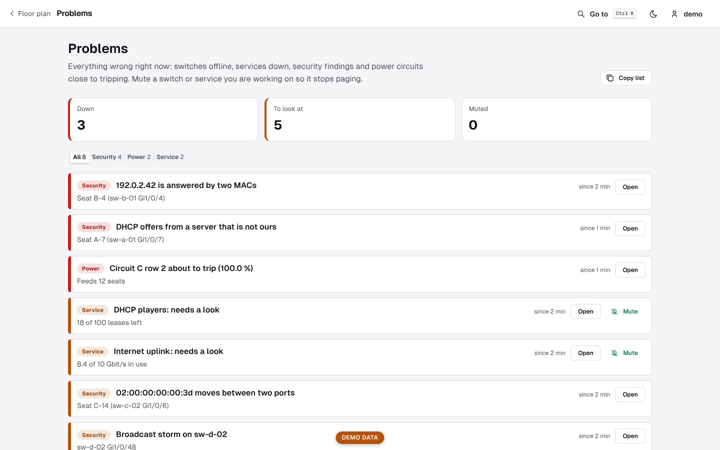 Floor plan Problems
Go to Ctrl K demo
Problems
Everything wrong right now: switches offline, services down, security findings and power circuits
close to tripping. Mute a switch or service you are working on so it stops paging.
Copy list
Down
3
To look at
5
Muted
0
All 8 Security 4 Power 2 Service 2
Security 192.0.2.42 is answered by two MACs
Seat B-4 (sw-b-01 Gi1/0/4)
since 2 min Open
Security DHCP offers from a server that is not ours
Seat A-7 (sw-a-01 Gi1/0/7)
since 1 min Open
Power Circuit C row 2 about to trip (100.0 %)
Feeds 12 seats
since 1 min Open
Service DHCP players: needs a look
18 of 100 leases left
since 2 min Open Mute
Service Internet uplink: needs a look
8.4 of 10 Gbit/s in use
since 2 min Open Mute
Security 02:00:00:00:00:3d moves between two ports
Seat C-14 (sw-c-02 Gi1/0/6)
since 2 min Open
Security Broadcast storm on sw-d-02
sw-d-02 Gi1/0/48
since 2 min Open
DEMO DATA